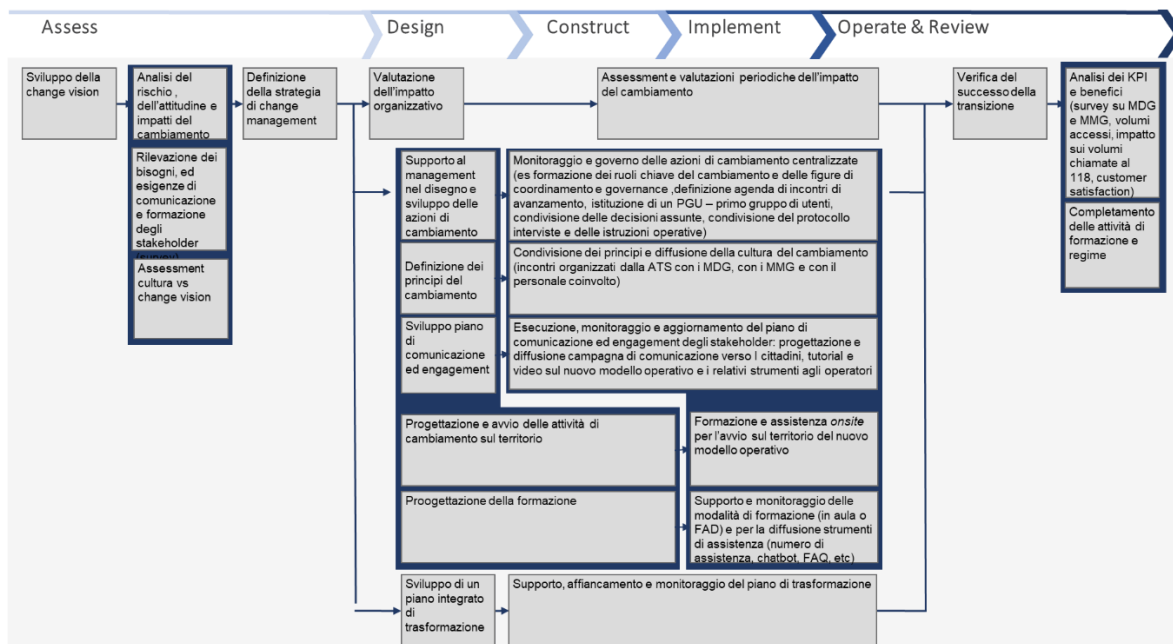 Assess
Design
Construct
Implement
Operate & Review
Sviluppo della
change vision
Analisi del
rischio ,
dell'attitudine e
impatti del
cambiamento
Rilevazione dei
bisogni, ed
esigenze di
comunicazione
e formazione
degli
stakeholder
(survey)
Assessment
cultura vs
change vision
Definizione
della strategia
di change
management
Valutazione
dell'impatto
organizzativo
Assessment e valutazioni periodiche dell'impatto
del cambiamento
Supporto al
management
nel disegno e
sviluppo delle
azioni di
cambiamento
Monitoraggio e governo delle azioni di cambiamento centralizzate
(es formazione dei ruoli chiave del cambiamento e delle figure di
coordinamento e governance ,definizione agenda di incontri di
avanzamento, istituzione di un PGU – primo gruppo di utenti,
condivisione delle decisioni assunte, condivisione del protocollo
interviste e delle istruzioni operative)
Definizione dei
principi del
cambiamento
Condivisione dei principi e diffusione della cultura del cambiamento
(incontri organizzati dalla ATS con i MDG, con i MMG e con il
personale coinvolto)
Sviluppo piano
di
comunicazione
ed engagement
Esecuzione, monitoraggio e aggiornamento del piano di
comunicazione ed engagement degli stakeholder: progettazione e
diffusione campagna di comunicazione verso I cittadini, tutorial e
video sul nuovo modello operativo e i relativi strumenti agli operatori
Progettazione e avvio delle attività di
cambiamento sul territorio
Formazione e assistenza onsite
per l'avvio sul territorio del nuovo
modello operativo
Proogettazione della formazione
Supporto e monitoraggio delle
modalità di formazione (in aula o
FAD) e per la diffusione strumenti
di assistenza (numero di
assistenza, chatbot, FAQ, etc)
Sviluppo di un
piano integrato
di
trasformazione
Supporto, affiancamento e monitoraggio del piano di trasformazione
Verifica del
successo della
transizione
Analisi dei KPI
e benefici
(survey su MDG
e MMG, volumi
accessi, impatto
sui volumi
chiamate al
118, customer
satisfaction)
Completamento
delle attività di
formazione e
regime